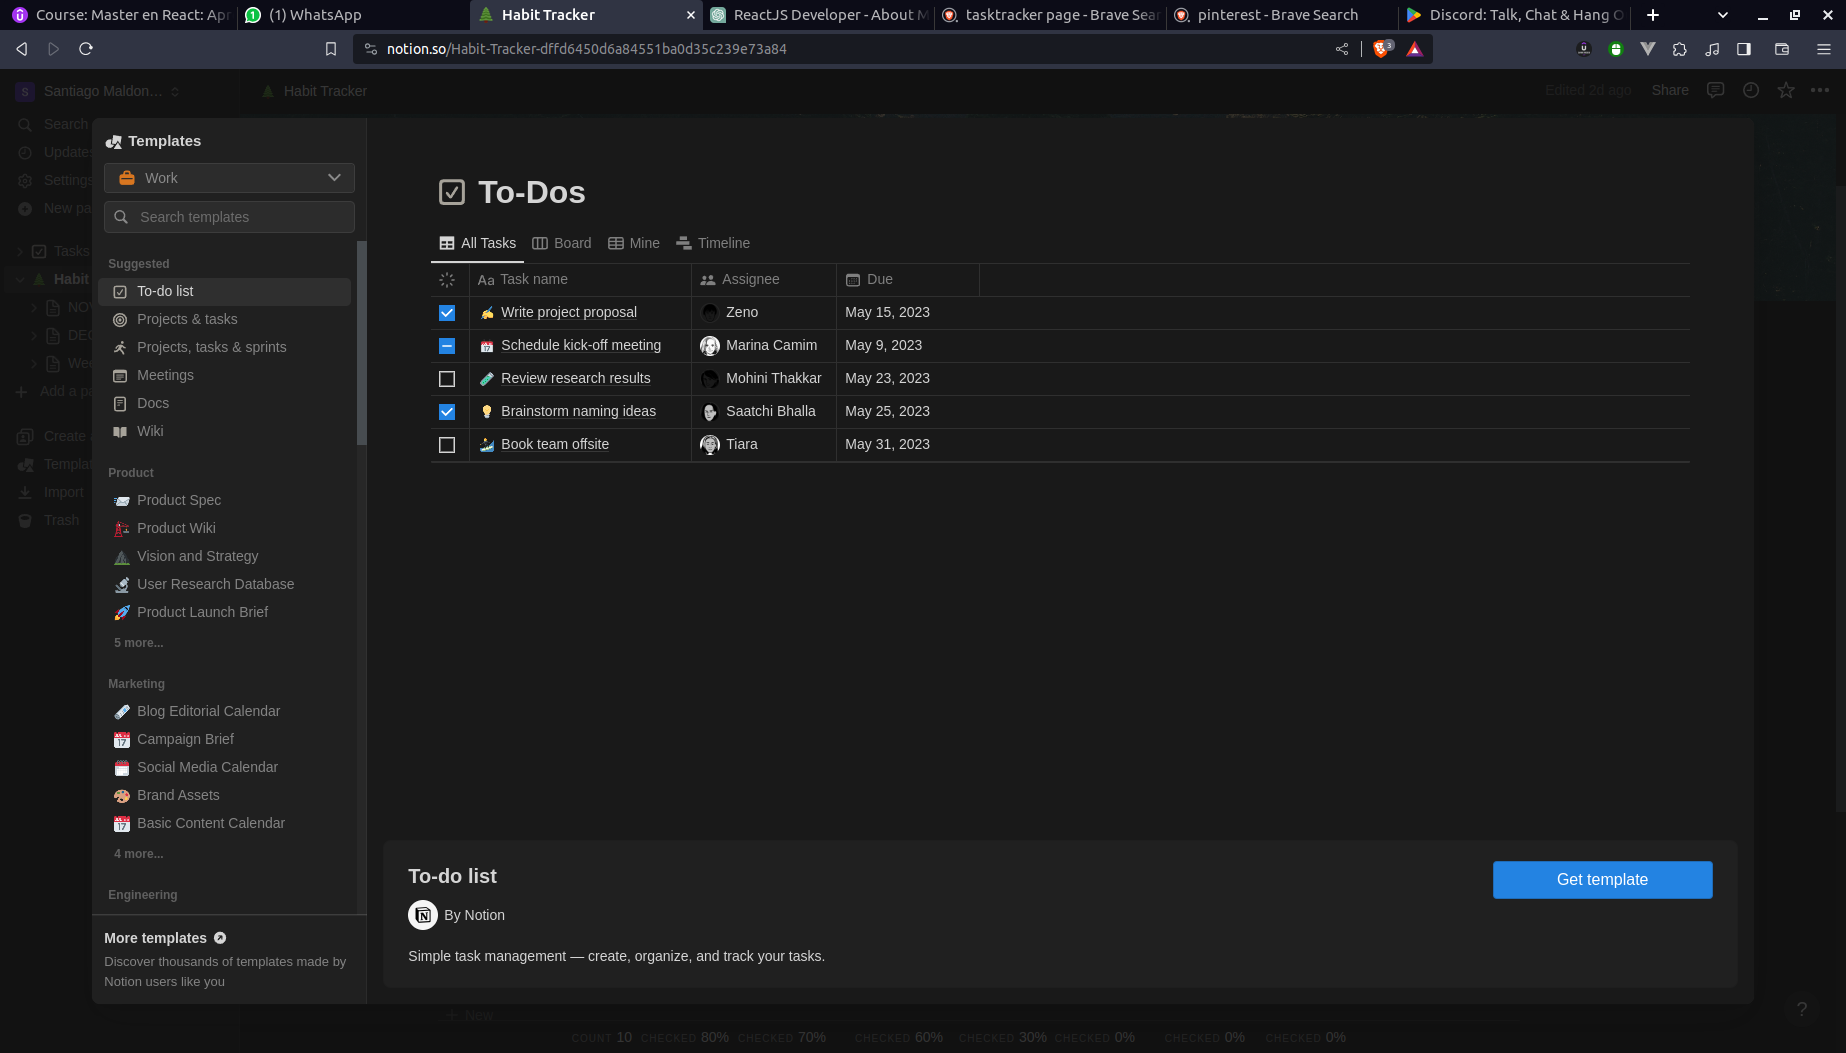 Course: Master en React: Apr
(1) WhatsApp
Habit Tracker
ReactJS Developer - About M
tasktracker page - Brave Sear
pinterest - Brave Search
Discord: Talk, Chat & Hang O
notion.so/Habit-Tracker-dffd6450d6a84551ba0d35c239e73a84
3
S
Santiago Maldon…
Habit Tracker
Edited 2d ago
Share
Search
Updates
Settings
New pa
Tasks
Habit
NOV
DEC
Wee
Add a pa
Create a
Templat
Import
Trash
Templates
Work
Search templates
Suggested
To-do list
Projects & tasks
Projects, tasks & sprints
Meetings
Docs
Wiki
Product
Product Spec
Product Wiki
Vision and Strategy
User Research Database
Product Launch Brief
5 more...
Marketing
Blog Editorial Calendar
Campaign Brief
Social Media Calendar
Brand Assets
Basic Content Calendar
4 more...
Engineering
More templates
Discover thousands of templates made by
Notion users like you
To-Dos
All Tasks Board Mine Timeline
Aa Task name Assignee Due
Write project proposal Zeno May 15, 2023
Schedule kick-off meeting Marina Camim May 9, 2023
Review research results Mohini Thakkar May 23, 2023
Brainstorm naming ideas Saatchi Bhalla May 25, 2023
Book team offsite Tiara May 31, 2023
To-do list
Get template
By Notion
Simple task management — create, organize, and track your tasks.
New
COUNT 10 CHECKED 80% CHECKED 70% CHECKED 60% CHECKED 30% CHECKED 0% CHECKED 0% CHECKED 0%
?